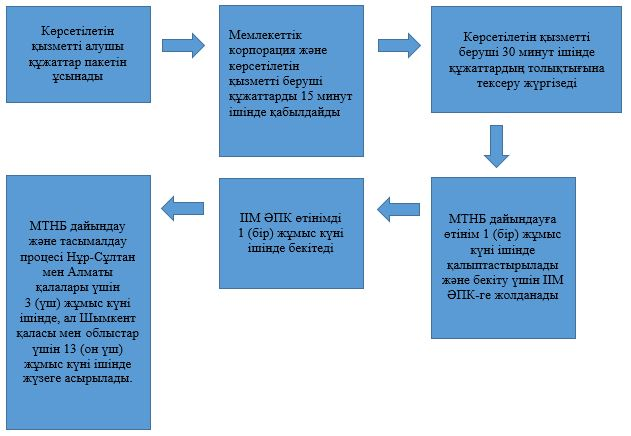 Көрсетілетін
қызметті алушы
құжаттар пакетін
ұсынады
Мемлекеттік
корпорация және
көрсетілетін
қызметті беруші
құжаттарды 15 минут
ішінде қабылдайды
Көрсетілетін қызметті
беруші 30 минут ішінде
құжаттардың толықтығына
тексеру жүргізеді
МТНБ дайындауға
өтінім 1 (бір) жұмыс
күні ішінде
қалыптастырылады
және бекіту үшін ІІМ
ӘПК-ге жолданады
ІІМ ӘПК өтінімді
1 (бір) жұмыс күні
ішінде бекітеді
МТНБ дайындау
және тасымалдау
процесі Нұр-Сұлтан
мен Алматы
қалалары үшін
3 (үш) жұмыс күні
ішінде, ал Шымкент
қаласы мен облыстар
үшін 13 (он үш)
жұмыс күні ішінде
жүзеге асырылады.